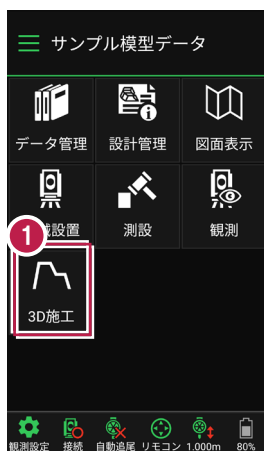 サンプル模型データ
データ管理 設計管理 図面表示
1
械設置 測設 観測
3D施工
観測設定 接続 自動追尾 リモコン 1.000m 80%